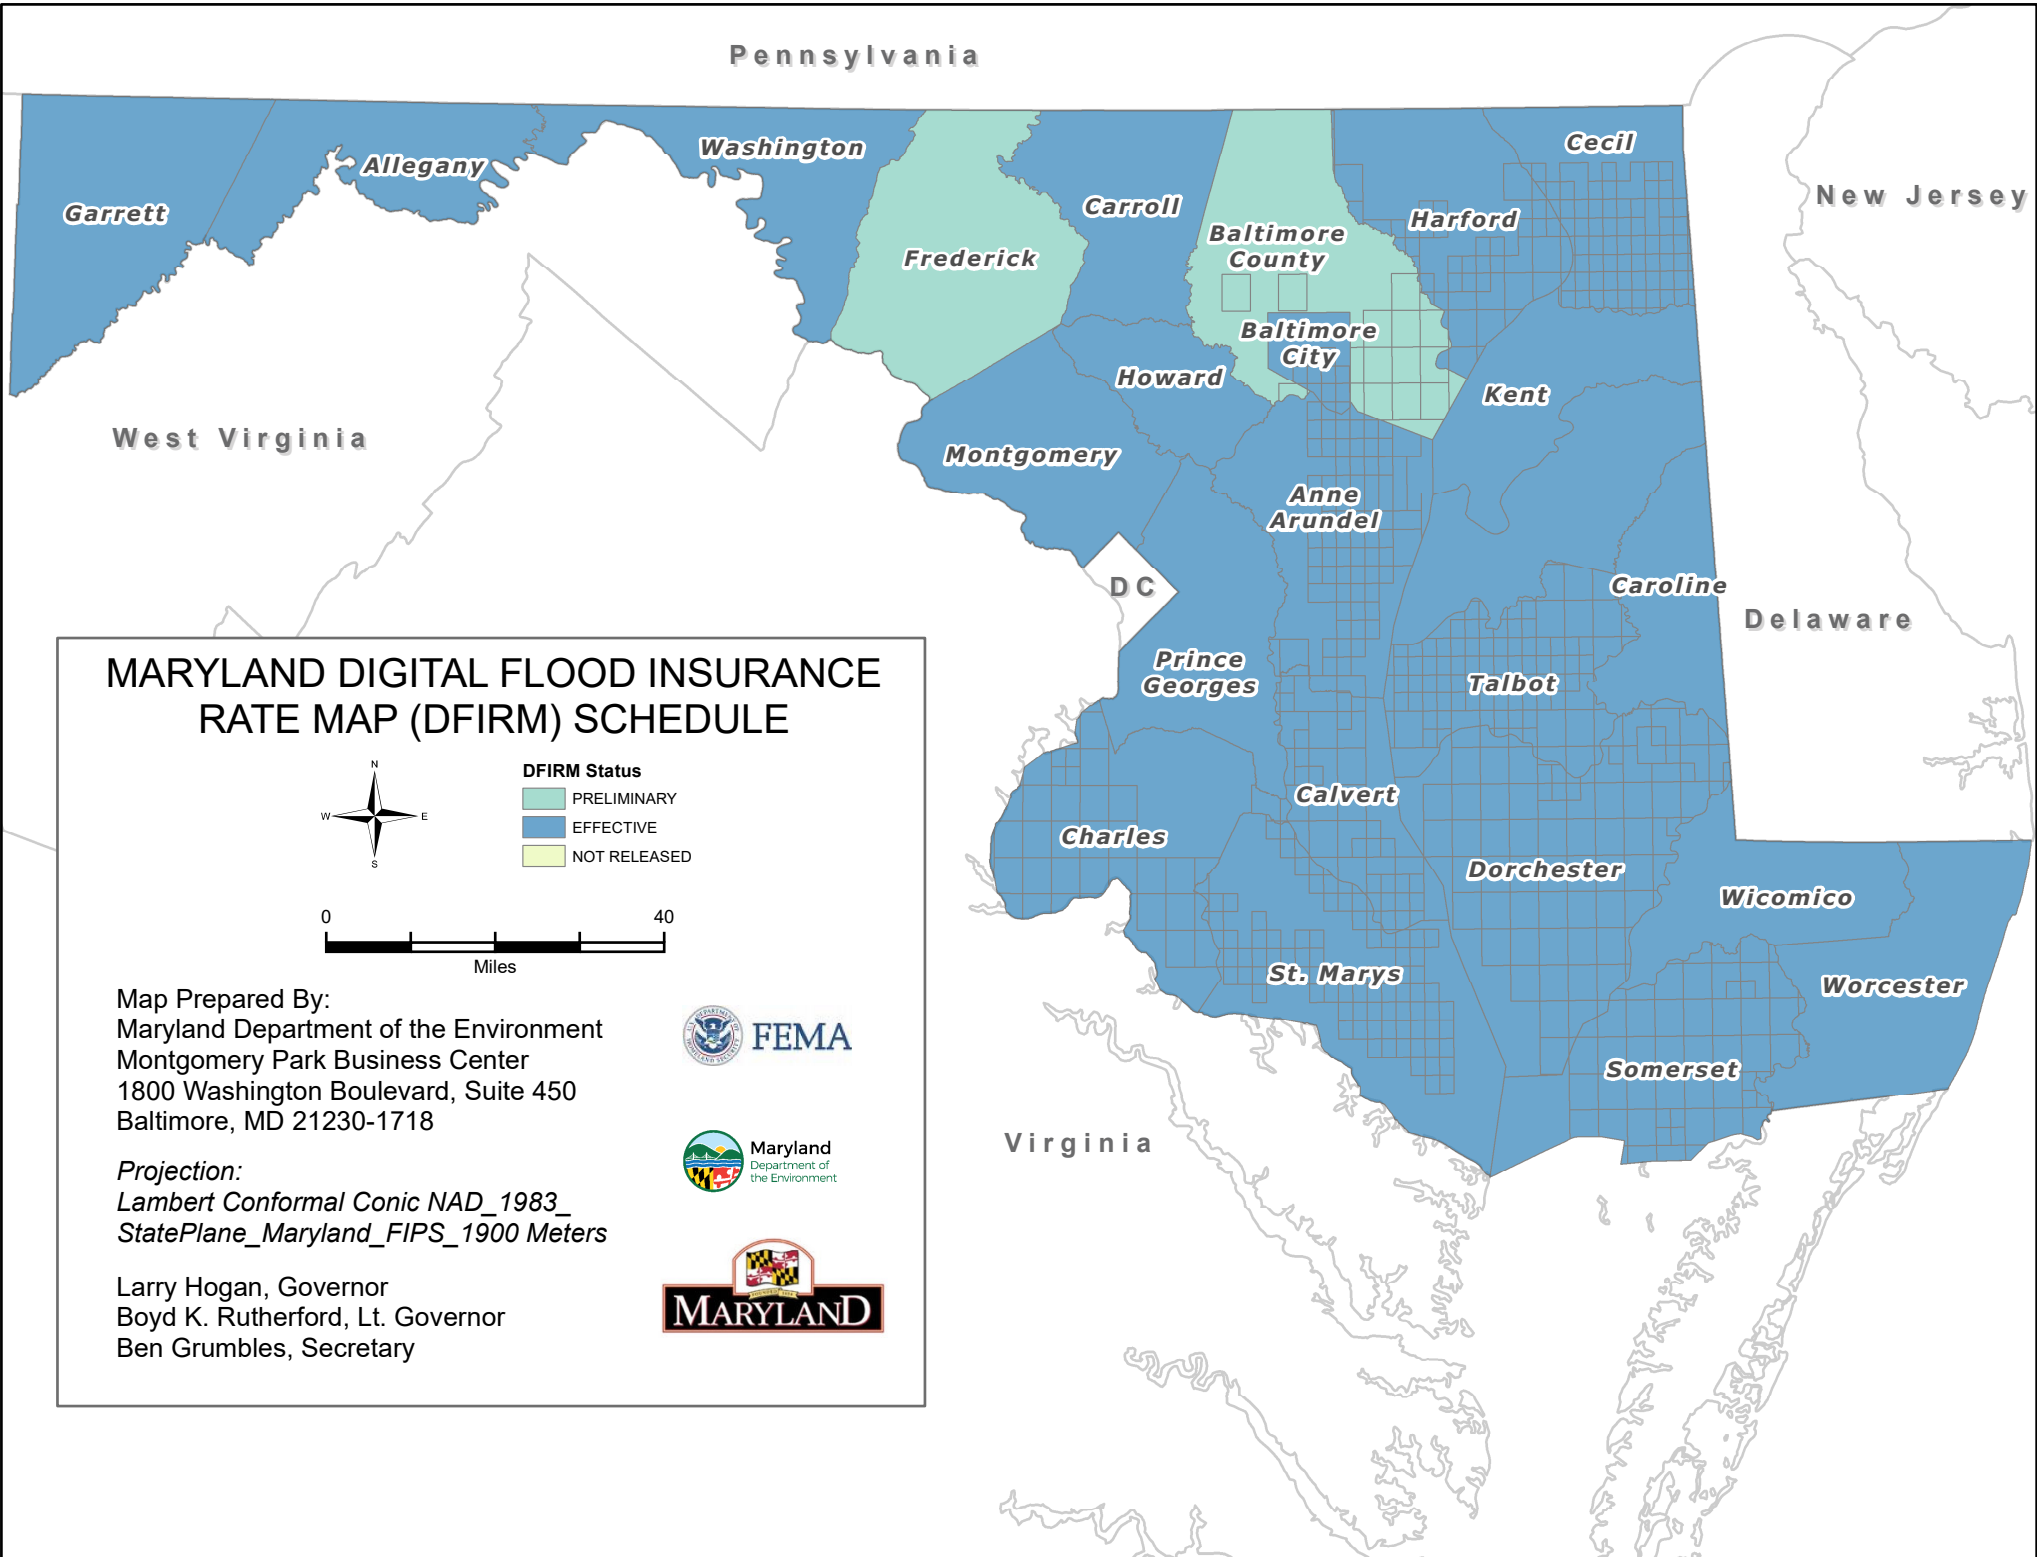 Pennsylvania
New Jersey
West Virginia
Delaware
Virginia
DC
Garrett
Allegany
Washington
Frederick
Carroll
Baltimore
County
Baltimore
City
Harford
Cecil
Howard
Kent
Montgomery
Anne
Arundel
Caroline
Prince
Georges
Talbot
Calvert
Charles
Dorchester
Wicomico
St. Marys
Worcester
Somerset
MARYLAND DIGITAL FLOOD INSURANCE
RATE MAP (DFIRM) SCHEDULE
N
W
E
S
DFIRM Status
PRELIMINARY
EFFECTIVE
NOT RELEASED
0 40
Miles
Map Prepared By:
Maryland Department of the Environment
Montgomery Park Business Center
1800 Washington Boulevard, Suite 450
Baltimore, MD 21230-1718
Projection:
Lambert Conformal Conic NAD_1983_
StatePlane_Maryland_FIPS_1900 Meters
Larry Hogan, Governor
Boyd K. Rutherford, Lt. Governor
Ben Grumbles, Secretary
FEMA
Maryland
Department of
the Environment
MARYLAND